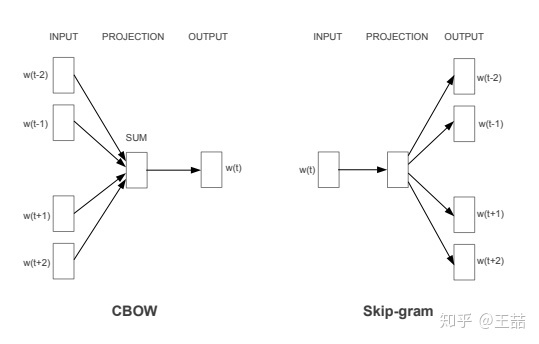 INPUT PROJECTION OUTPUT
w(t-2)
w(t-1)
SUM
w(t)
w(t+1)
w(t+2)
CBOW
INPUT PROJECTION OUTPUT
w(t-2)
w(t-1)
w(t)
w(t+1)
w(t+2)
Skip-gram
知乎 @王喆